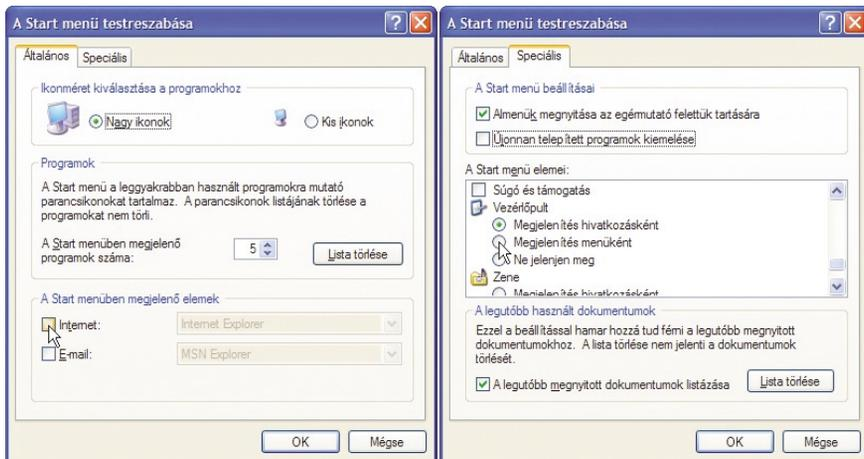 A Start menü testreszabása
Általános Speciális
Ikonméret kiválasztása a programokhoz
Nagy ikonok
Kis ikonok
Programok
A Start menü a leggyakrabban használt programokra mutató
parancsikonokat tartalmaz. A parancsikonok listájának törlése a
programokat nem törli.
A Start menüben megjelenő
programok száma:
5
Lista törlése
A Start menüben megjelenő elemek
Internet:
Internet Explorer
E-mail:
MSN Explorer
OK
Mégse
A Start menü testreszabása
Általános Speciális
A Start menü beállításai
Almenük megnyitása az egérmutató felettük tartására
Újonnan telepített programok kiemelése
A Start menü elemei:
Súgó és támogatás
Vezérlőpult
Megjelenítés hivatkozásként
Megjelenítés menüként
Ne jelenjen meg
Zene
Megjelenítés hivatkozásként
A legutóbb használt dokumentumok
Ezzel a beállítással hamar hozzá tud férni a legutóbb megnyitott
dokumentumokhoz. A lista törlése nem jelenti a dokumentumok
törlését.
A legutóbb megnyitott dokumentumok listázása
Lista törlése
OK
Mégse